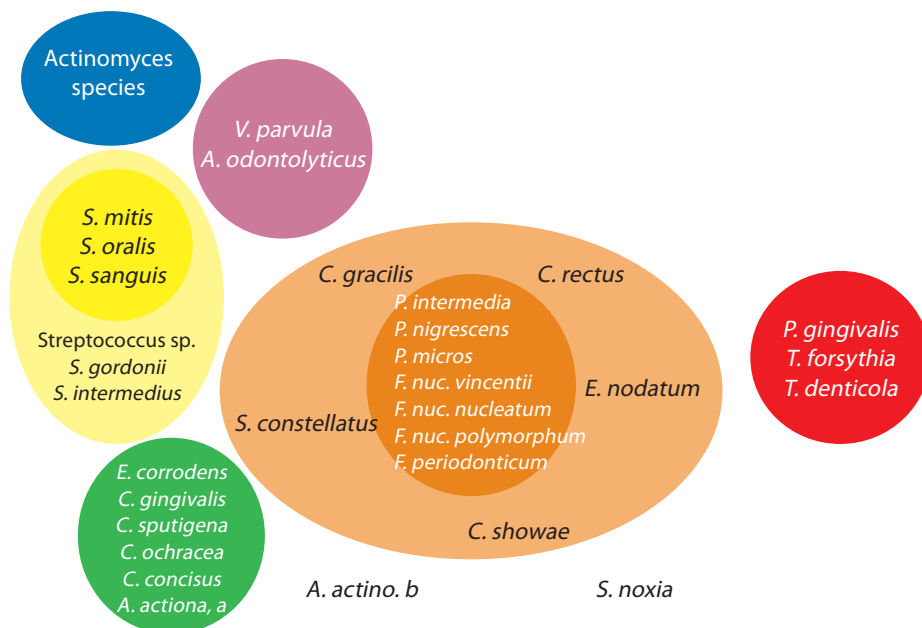 Actinomyces
species
V. parvula
A. odontolyticus
S. mitis
S. oralis
S. sanguis
Streptococcus sp.
S. gordonii
S. intermedius
E. corrodens
C. gingivalis
C. sputigena
C. ochracea
C. concisus
A. actiona, a
C. gracilis
C. rectus
P. intermedia
P. nigrescens
P. micros
F. nuc. vincentii
F. nuc. nucleatum
F. nuc. polymorphum
F. periodonticum
E. nodatum
S. constellatus
C. showae
A. actino. b
S. noxia
P. gingivalis
T. forsythia
T. denticola